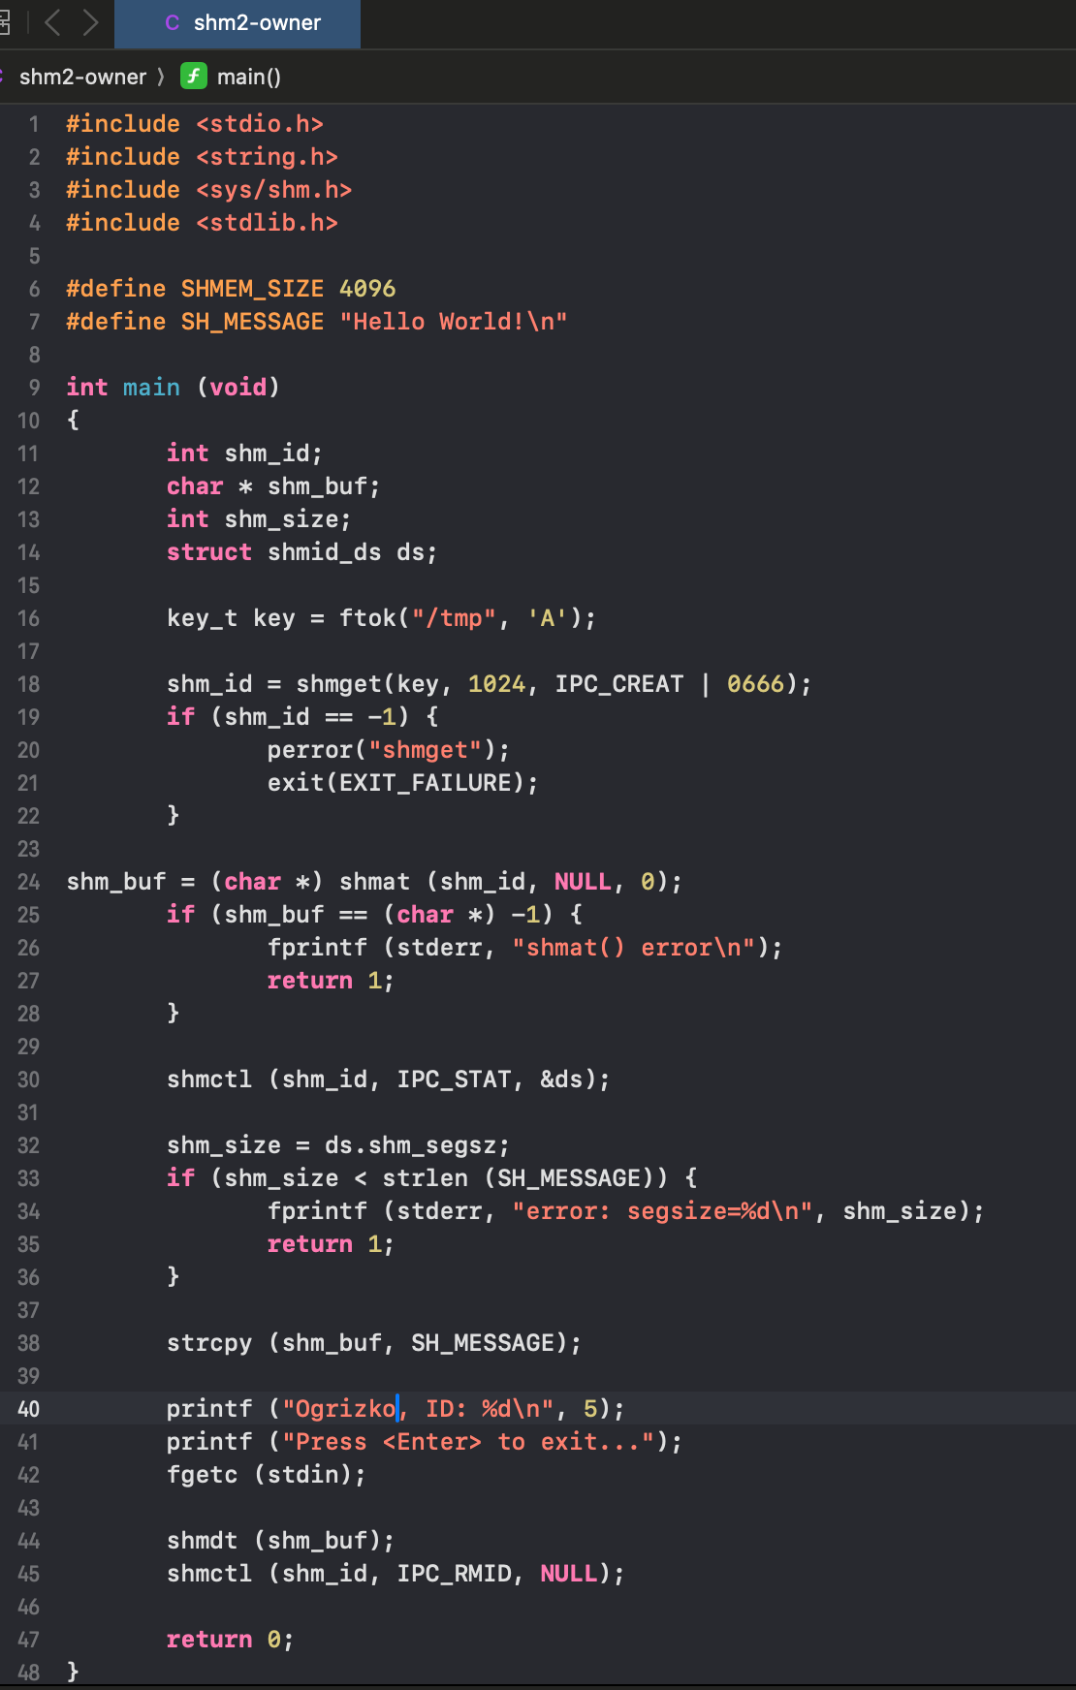 C shm2-owner
shm2-owner 〉 f main()
1 #include <stdio.h>
2 #include <string.h>
3 #include <sys/shm.h>
4 #include <stdlib.h>
5
6 #define SHMEM_SIZE 4096
7 #define SH_MESSAGE "Hello World!\n"
8
9 int main (void)
10 {
11 int shm_id;
12 char * shm_buf;
13 int shm_size;
14 struct shmid_ds ds;
15
16 key_t key = ftok("/tmp", 'A');
17
18 shm_id = shmget(key, 1024, IPC_CREAT | 0666);
19 if (shm_id == -1) {
20 perror("shmget");
21 exit(EXIT_FAILURE);
22 }
23
24 shm_buf = (char *) shmat (shm_id, NULL, 0);
25 if (shm_buf == (char *) -1) {
26 fprintf (stderr, "shmat() error\n");
27 return 1;
28 }
29
30 shmctl (shm_id, IPC_STAT, &ds);
31
32 shm_size = ds.shm_segsz;
33 if (shm_size < strlen (SH_MESSAGE)) {
34 fprintf (stderr, "error: segsize=%d\n", shm_size);
35 return 1;
36 }
37
38 strcpy (shm_buf, SH_MESSAGE);
39
40 printf ("Ogrizko, ID: %d\n", 5);
41 printf ("Press <Enter> to exit...");
42 fgetc (stdin);
43
44 shmdt (shm_buf);
45 shmctl (shm_id, IPC_RMID, NULL);
46
47 return 0;
48 }